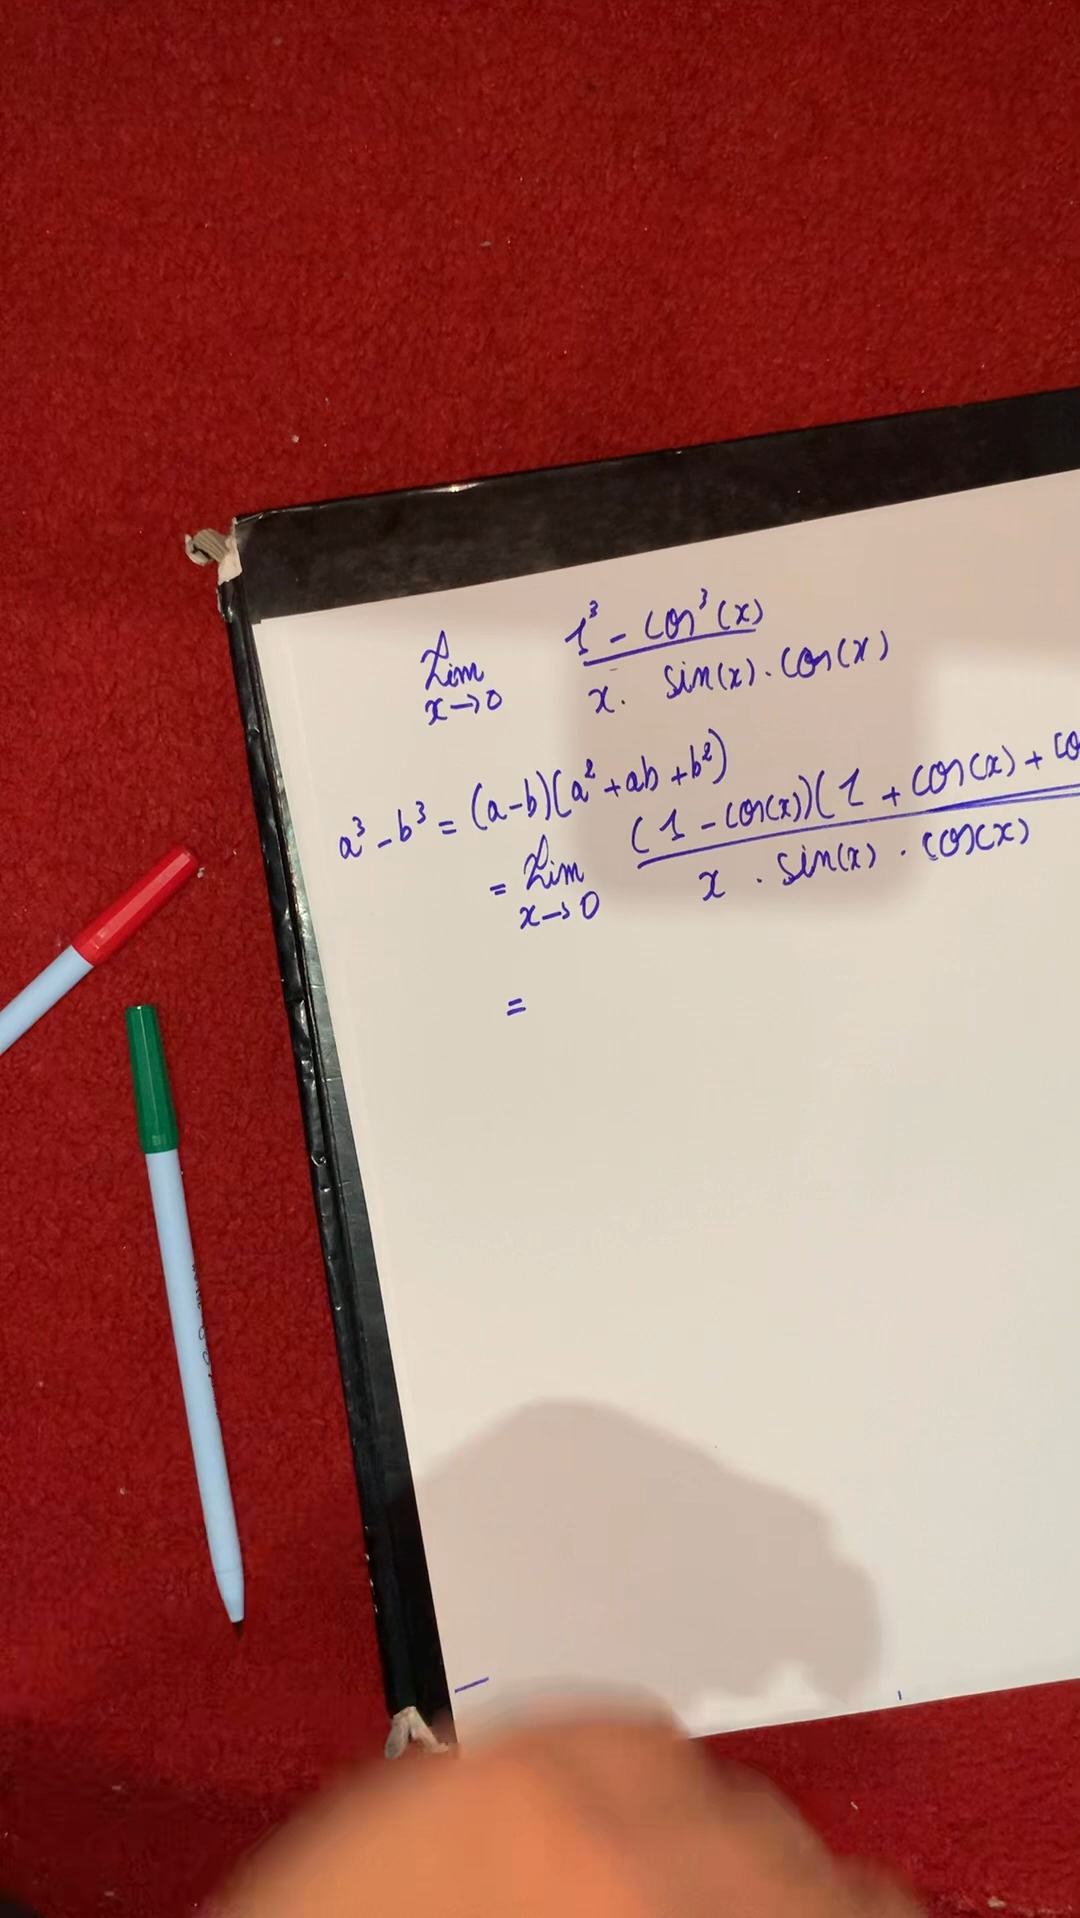 Lim x→0 1³ - cos³(x) / x. sin(x). cos(x)
a³ - b³ = (a-b)(a² + ab + b²)
= Lim x→0 (1 - cos(x))(1 + cos(x) + co / x . sin(x) . cos(x)
=